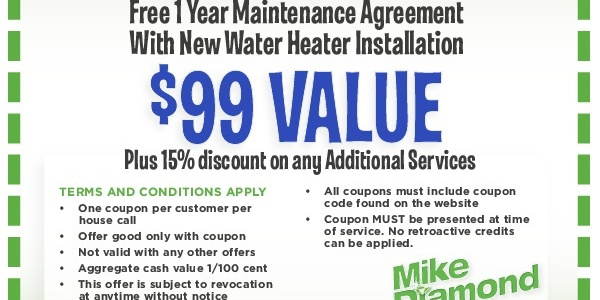 Free 1 Year Maintenance Agreement
With New Water Heater Installation
$99 VALUE
Plus 15% discount on any Additional Services
TERMS AND CONDITIONS APPLY
• One coupon per customer per
house call
• Offer good only with coupon
• Not valid with any other offers
• Aggregate cash value 1/100 cent
• This offer is subject to revocation
at anytime without notice
• All coupons must include coupon
code found on the website
• Coupon MUST be presented at time
of service. No retroactive credits
can be applied.
Mike
Diamond